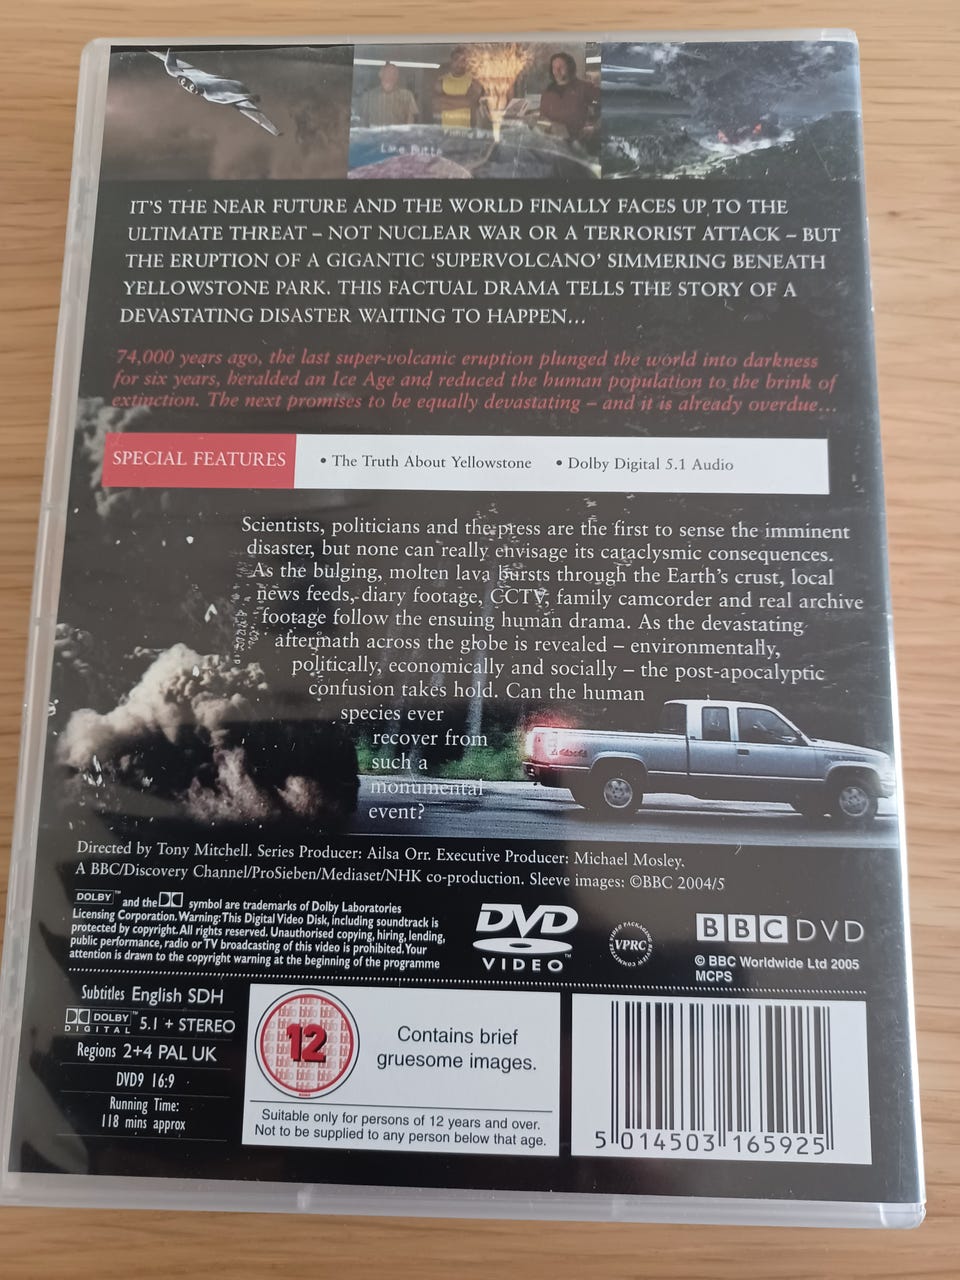 Fishing Br
Lake Butte
IT'S THE NEAR FUTURE AND THE WORLD FINALLY FACES UP TO THE
ULTIMATE THREAT – NOT NUCLEAR WAR OR A TERRORIST ATTACK – BUT
THE ERUPTION OF A GIGANTIC 'SUPERVOLCANO' SIMMERING BENEATH
YELLOWSTONE PARK. THIS FACTUAL DRAMA TELLS THE STORY OF A
DEVASTATING DISASTER WAITING TO HAPPEN...
74,000 years ago, the last super-volcanic eruption plunged the world into darkness
for six years, heralded an Ice Age and reduced the human population to the brink of
extinction. The next promises to be equally devastating – and it is already overdue...
SPECIAL FEATURES • The Truth About Yellowstone • Dolby Digital 5.1 Audio
Scientists, politicians and the press are the first to sense the imminent
disaster, but none can really envisage its cataclysmic consequences.
As the bulging, molten lava bursts through the Earth's crust, local
news feeds, diary footage, CCTV, family camcorder and real archive
footage follow the ensuing human drama. As the devastating
aftermath across the globe is revealed – environmentally,
politically, economically and socially – the post-apocalyptic
confusion takes hold. Can the human
species ever
recover from
such a
monumental
event?
4x4
Directed by Tony Mitchell. Series Producer: Ailsa Orr. Executive Producer: Michael Mosley.
A BBC/Discovery Channel/ProSieben/Mediaset/NHK co-production. Sleeve images: ©BBC 2004/5
DOLBY™ and the DD symbol are trademarks of Dolby Laboratories
Licensing Corporation. Warning: This Digital Video Disk, including soundtrack is
protected by copyright. All rights reserved. Unauthorised copying, hiring, lending,
public performance, radio or TV broadcasting of this video is prohibited. Your
attention is drawn to the copyright warning at the beginning of the programme
DVD
VIDEO™
VIDEO PACKAGING REVIEW COMMITTEE
VPRC
BBC DVD
© BBC Worldwide Ltd 2005
MCPS
Subtitles English SDH
DOLBY™
DIGITAL 5.1 + STEREO
Regions 2+4 PAL UK
DVD9 16:9
Running Time:
118 mins approx
12
Contains brief
gruesome images.
Suitable only for persons of 12 years and over.
Not to be supplied to any person below that age.
5 014503 165925